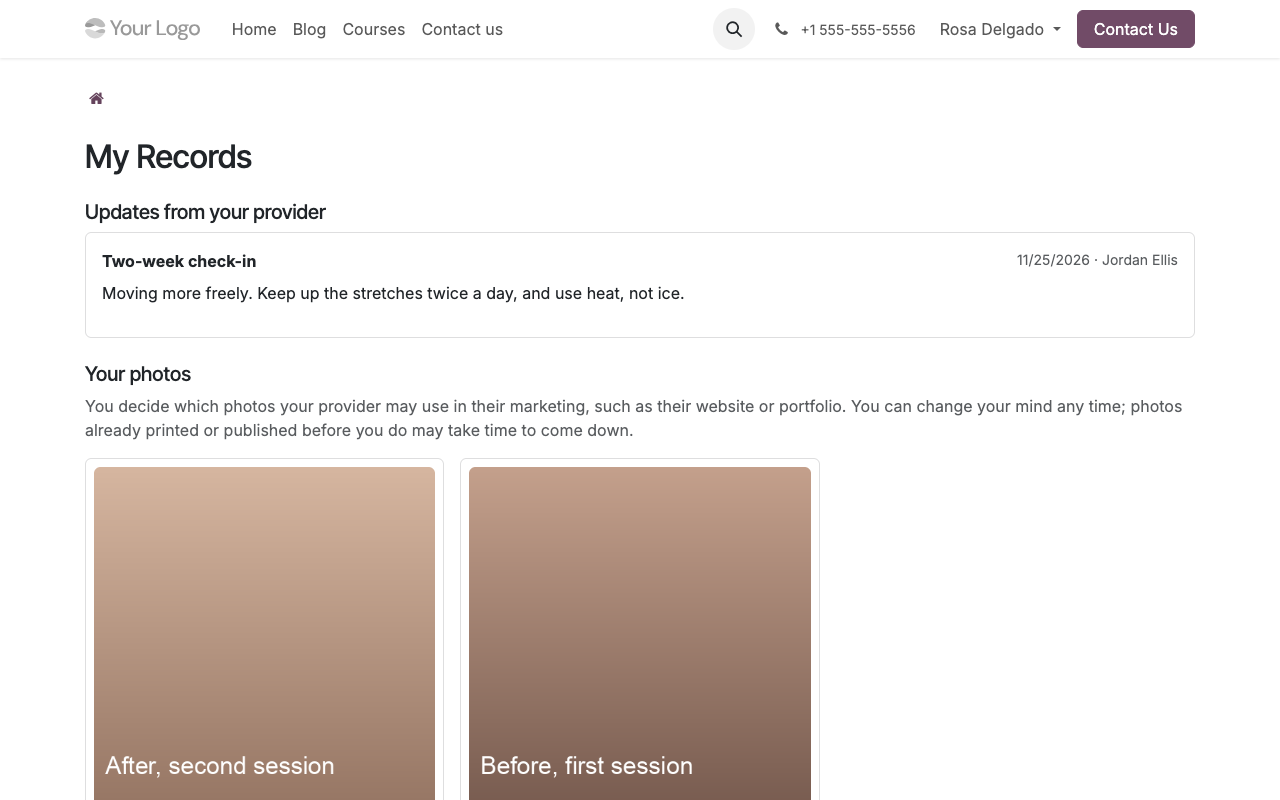 Your Logo
Home Blog Courses Contact us
+1 555-555-5556
Rosa Delgado
Contact Us
My Records
Updates from your provider
Two-week check-in
11/25/2026 · Jordan Ellis
Moving more freely. Keep up the stretches twice a day, and use heat, not ice.
Your photos
You decide which photos your provider may use in their marketing, such as their website or portfolio. You can change your mind any time; photos
already printed or published before you do may take time to come down.
After, second session
Before, first session